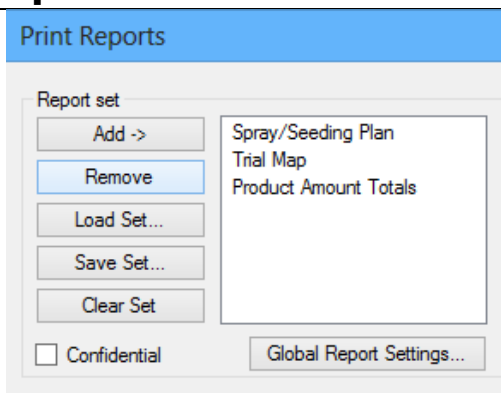 Print Reports
Report set
Add ->
Remove
Load Set...
Save Set...
Clear Set
Spray/Seeding Plan
Trial Map
Product Amount Totals
Confidential
Global Report Settings...